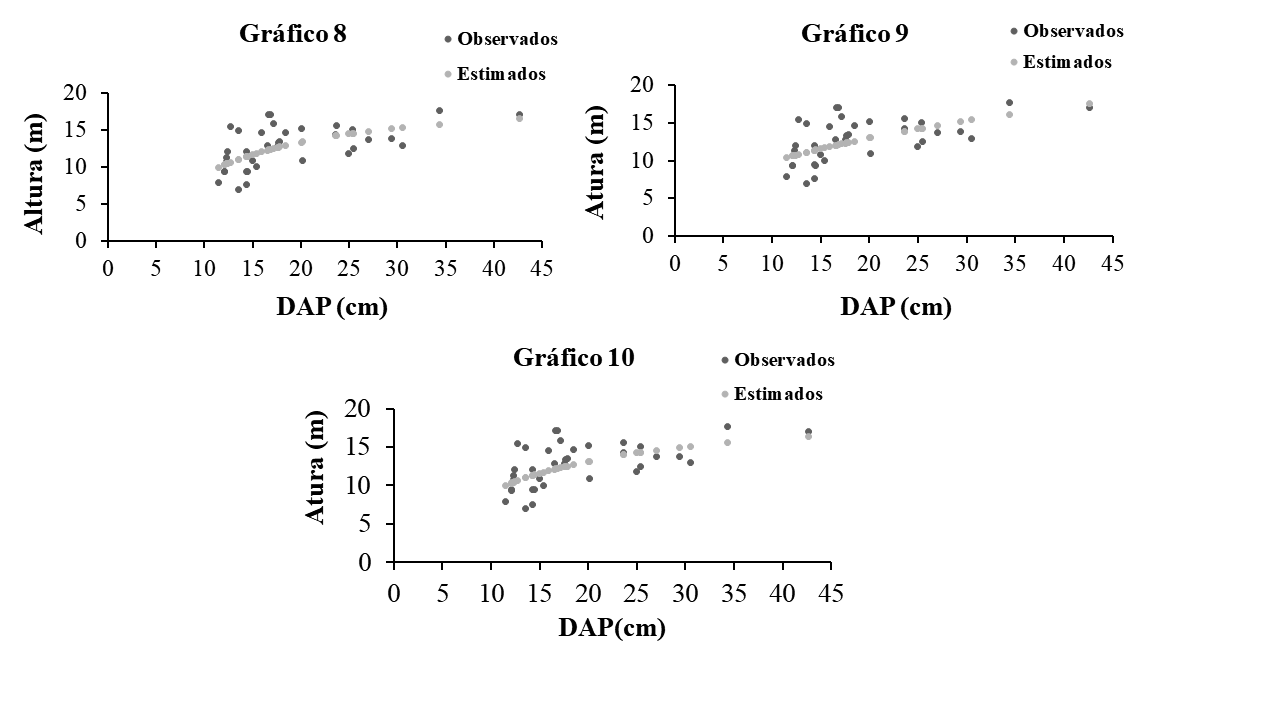 Gráfico 8
Observados
Estimados
20
15
10
5
0
Altura (m)
0 5 10 15 20 25 30 35 40 45
DAP (cm)
Gráfico 9
Observados
Estimados
20
15
10
5
0
Atura (m)
0 5 10 15 20 25 30 35 40 45
DAP (cm)
Gráfico 10
Observados
Estimados
20
15
10
5
0
Atura (m)
0 5 10 15 20 25 30 35 40 45
DAP(cm)